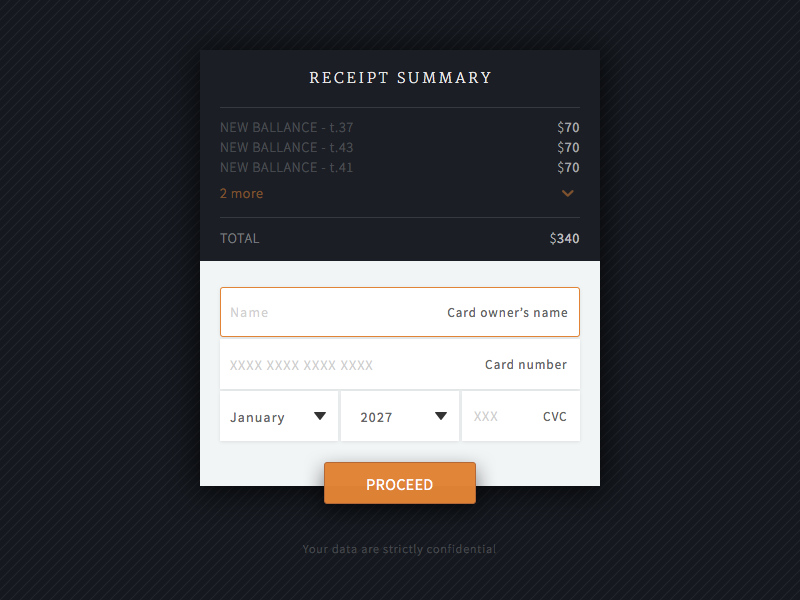 RECEIPT SUMMARY
NEW BALLANCE - t.37 $70
NEW BALLANCE - t.43 $70
NEW BALLANCE - t.41 $70
2 more
TOTAL $340
Name Card owner's name
XXXX XXXX XXXX XXXX Card number
January 2027 XXX CVC
PROCEED
Your data are strictly confidential